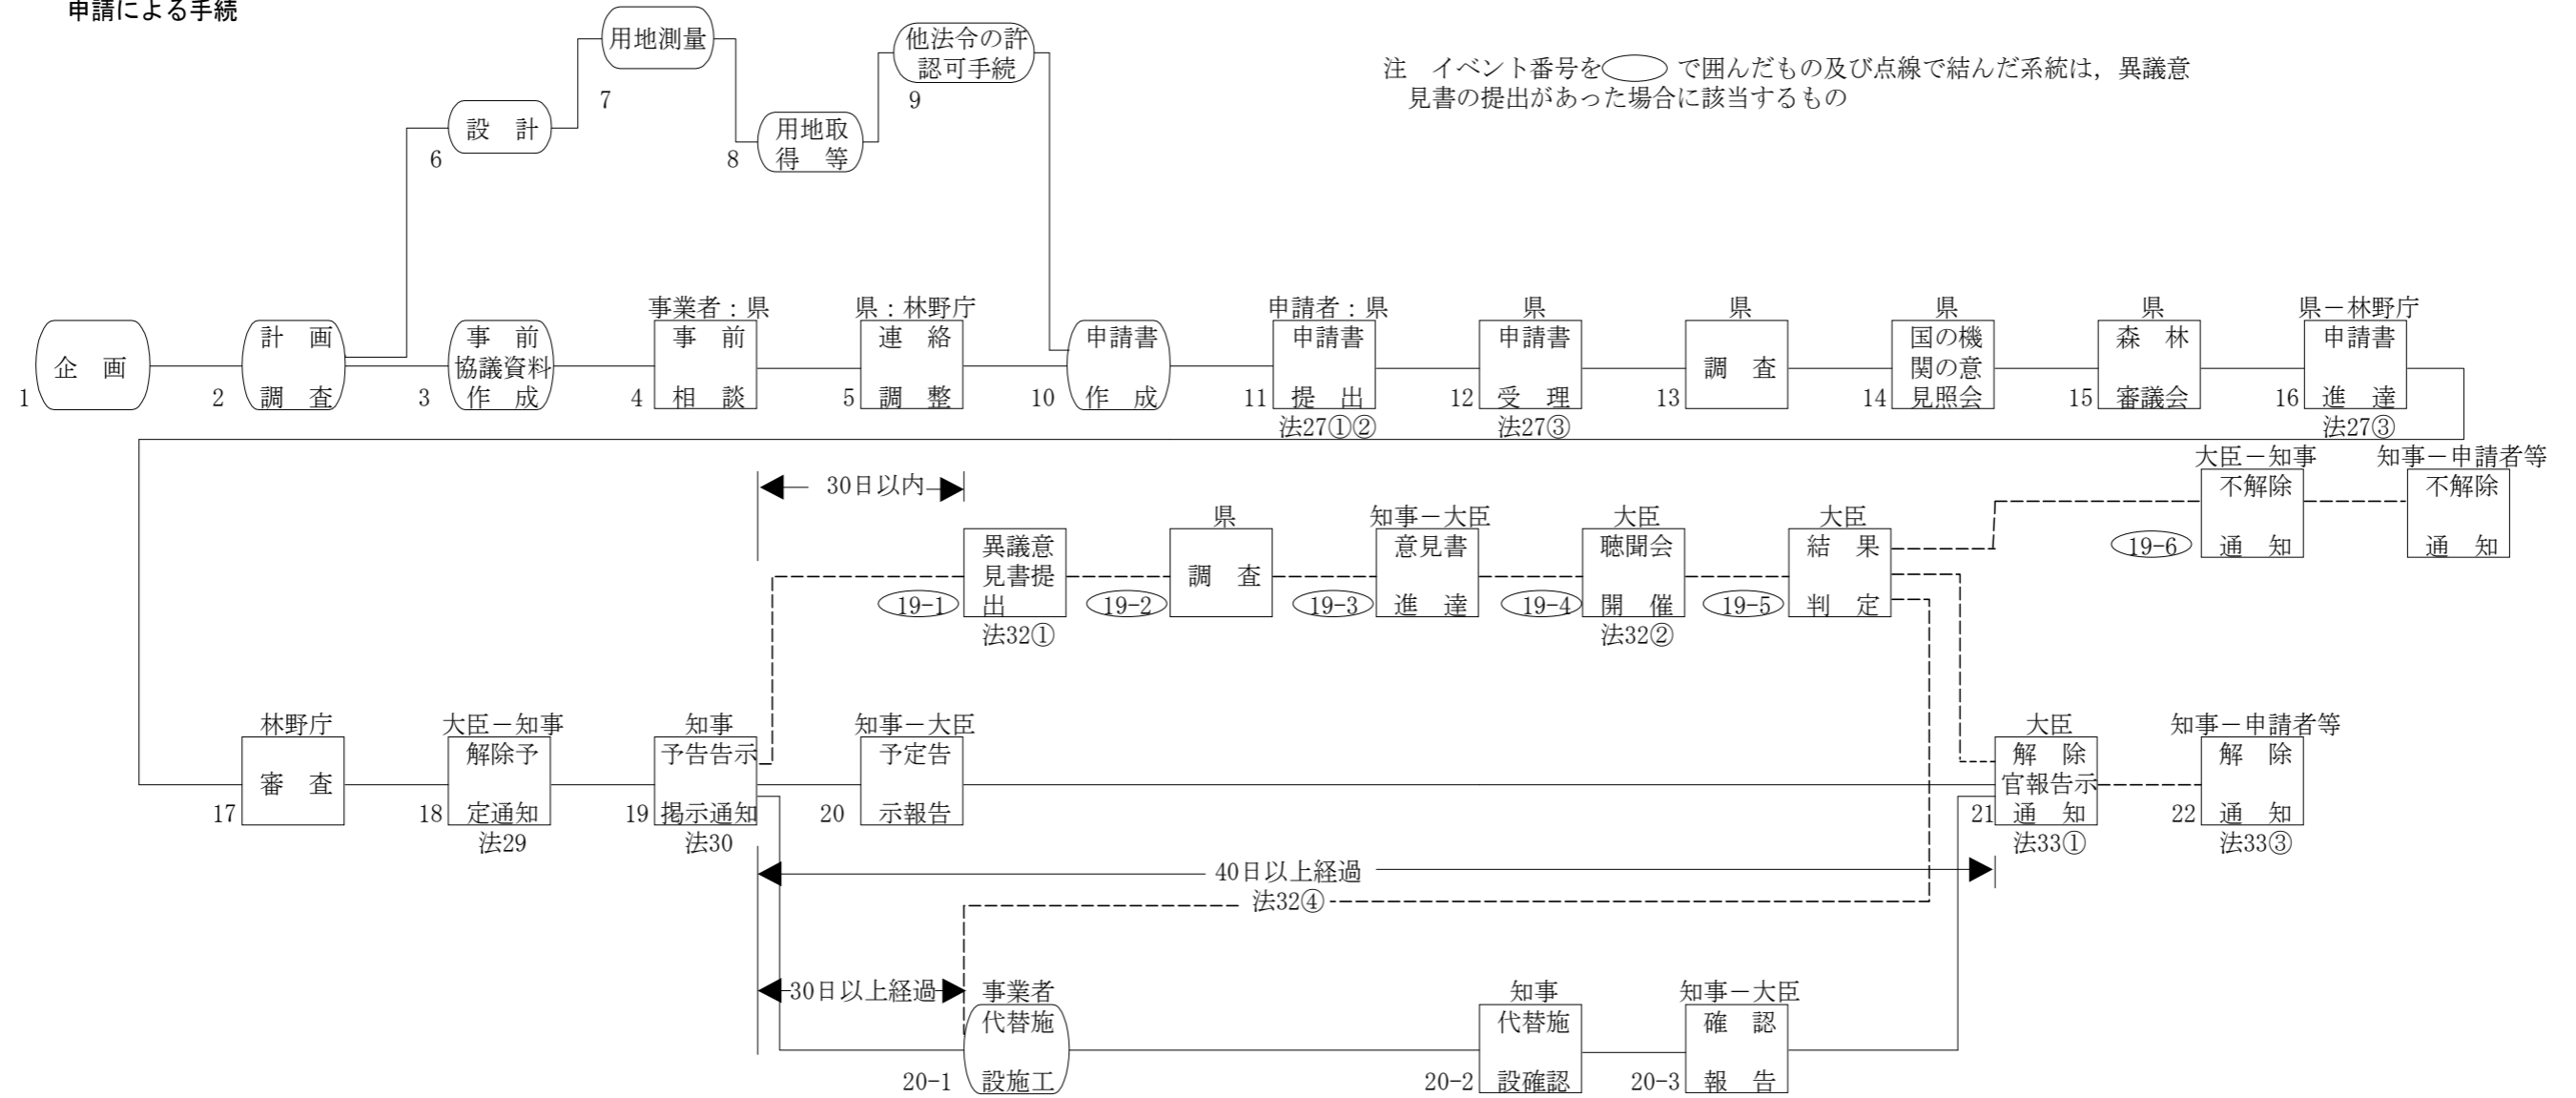 申請による手続
用地測量
7
他法令の許
認可手続
9
注　イベント番号を　　　で囲んだもの及び点線で結んだ系統は，異議意
見書の提出があった場合に該当するもの
設　計
6
用地取
得　等
8
企　画
1
計　画
調　査
2
事　前
協議資料
作　成
3
事業者：県
事　前
相　談
4
県：林野庁
連　絡
調　整
5
申請書
作　成
10
申請者：県
申請書
提　出
11
法27①②
県
申請書
受　理
12
法27③
県
調　査
13
県
国の機
関の意
見照会
14
県
森　林
審議会
15
県－林野庁
申請書
進　達
16
法27③
30日以内
異議意
見書提
出
19-1
法32①
県
調　査
19-2
知事－大臣
意見書
進　達
19-3
大臣
聴聞会
開　催
19-4
法32②
大臣
結　果
判　定
19-5
大臣－知事
不解除
通　知
19-6
知事－申請者等
不解除
通　知
林野庁
審　査
17
大臣－知事
解除予
定通知
18
法29
知事
予告告示
掲示通知
19
法30
知事－大臣
予定告
示報告
20
大臣
解　除
官報告示
通　知
21
法33①
知事－申請者等
解　除
通　知
22
法33③
40日以上経過
法32④
30日以上経過
事業者
代替施
設施工
20-1
知事
代替施
設確認
20-2
知事－大臣
確　認
報　告
20-3